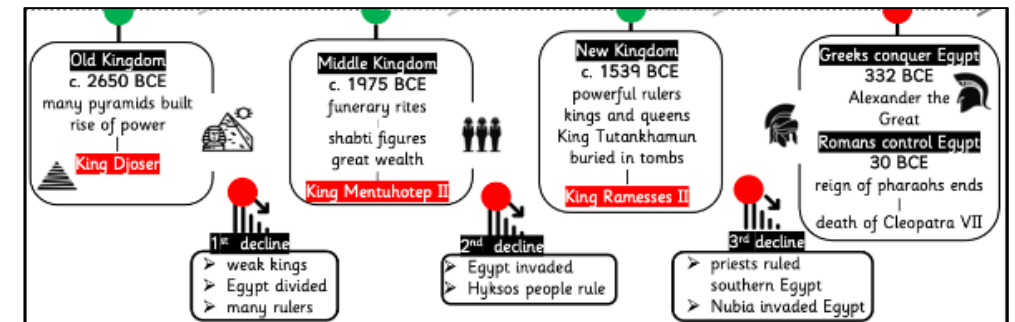 Old Kingdom
c. 2650 BCE
many pyramids built
rise of power
King Djoser
1st decline
➤ weak kings
➤ Egypt divided
➤ many rulers
Middle Kingdom
c. 1975 BCE
funerary rites
shabti figures
great wealth
King Mentuhotep II
2nd decline
➤ Egypt invaded
➤ Hyksos people rule
New Kingdom
c. 1539 BCE
powerful rulers
kings and queens
King Tutankhamun
buried in tombs
King Ramesses II
3rd decline
➤ priests ruled
southern Egypt
➤ Nubia invaded Egypt
Greeks conquer Egypt
332 BCE
Alexander the
Great
Romans control Egypt
30 BCE
reign of pharaohs ends
death of Cleopatra VII